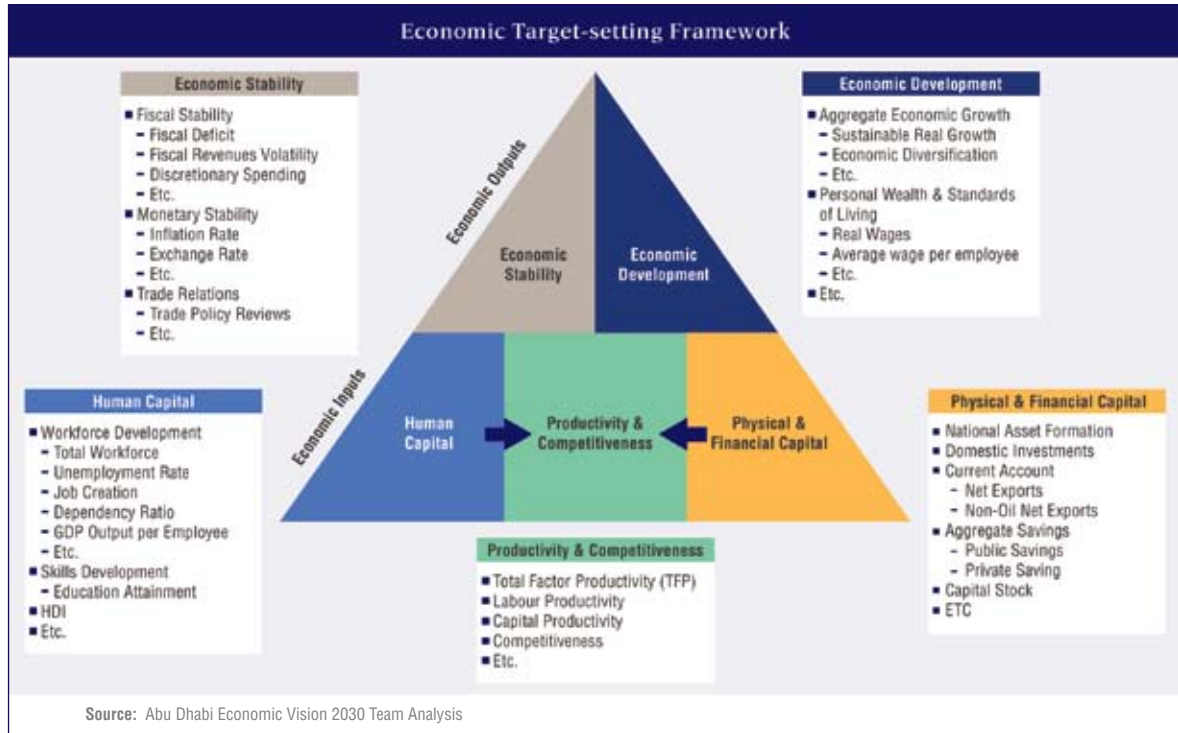 Economic Target-setting Framework
Economic Stability
■ Fiscal Stability
– Fiscal Deficit
– Fiscal Revenues Volatility
– Discretionary Spending
– Etc.
■ Monetary Stability
– Inflation Rate
– Exchange Rate
– Etc.
■ Trade Relations
– Trade Policy Reviews
– Etc.
Economic Development
■ Aggregate Economic Growth
– Sustainable Real Growth
– Economic Diversification
– Etc.
■ Personal Wealth & Standards
of Living
– Real Wages
– Average wage per employee
– Etc.
■ Etc.
Economic Outputs
Economic
Stability
Economic
Development
Economic Inputs
Human
Capital
Productivity &
Competitiveness
Physical &
Financial Capital
Human Capital
■ Workforce Development
– Total Workforce
– Unemployment Rate
– Job Creation
– Dependency Ratio
– GDP Output per Employee
– Etc.
■ Skills Development
– Education Attainment
■ HDI
■ Etc.
Productivity & Competitiveness
■ Total Factor Productivity (TFP)
■ Labour Productivity
■ Capital Productivity
■ Competitiveness
■ Etc.
Physical & Financial Capital
■ National Asset Formation
■ Domestic Investments
■ Current Account
– Net Exports
– Non-Oil Net Exports
■ Aggregate Savings
– Public Savings
– Private Saving
■ Capital Stock
■ ETC
Source: Abu Dhabi Economic Vision 2030 Team Analysis